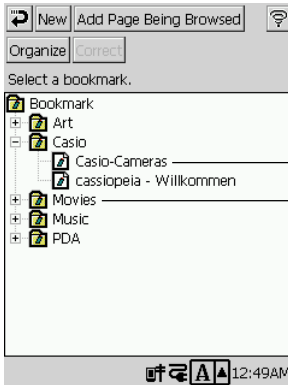 New Add Page Being Browsed ?
Organize Correct
Select a bookmark.
Bookmark
Art
Casio
Casio-Cameras
cassiopeia - Willkommen
Movies
Music
PDA
A 12:49AM